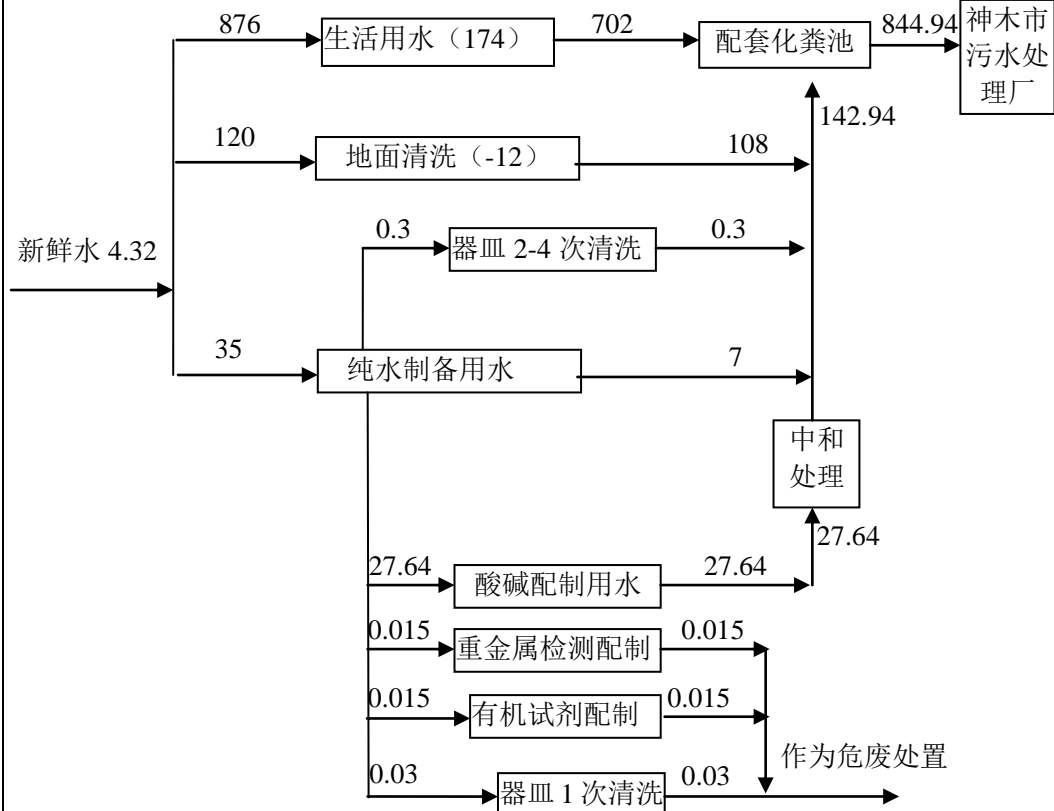 876
生活用水（174）
702
配套化粪池
844.94
神木市
污水处
理厂
142.94
120
地面清洗（-12）
108
新鲜水 4.32
0.3
器皿 2-4 次清洗
0.3
35
纯水制备用水
7
中和
处理
27.64
27.64
酸碱配制用水
27.64
0.015
重金属检测配制
0.015
0.015
有机试剂配制
0.015
作为危废处置
0.03
器皿 1 次清洗
0.03